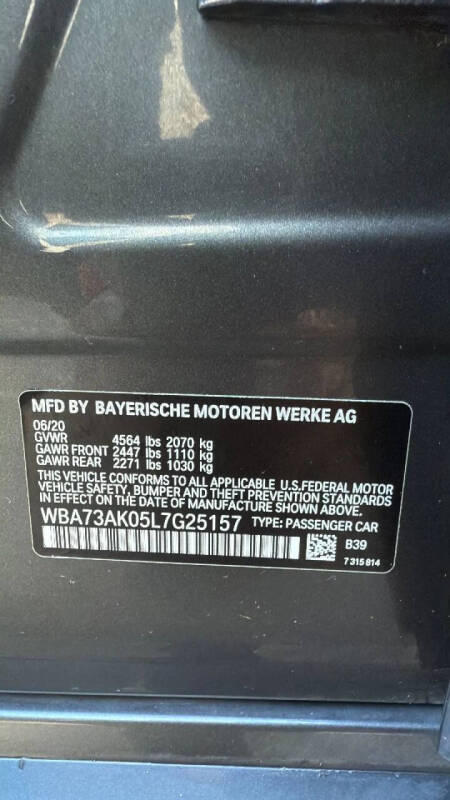 MFD BY BAYERISCHE MOTOREN WERKE AG
06/20
GVWR 4564 lbs 2070 kg
GAWR FRONT 2447 lbs 1110 kg
GAWR REAR 2271 lbs 1030 kg
THIS VEHICLE CONFORMS TO ALL APPLICABLE U.S.FEDERAL MOTOR
VEHICLE SAFETY, BUMPER AND THEFT PREVENTION STANDARDS
IN EFFECT ON THE DATE OF MANUFACTURE SHOWN ABOVE.
WBA73AK05L7G25157 TYPE: PASSENGER CAR
B39
7 315 814